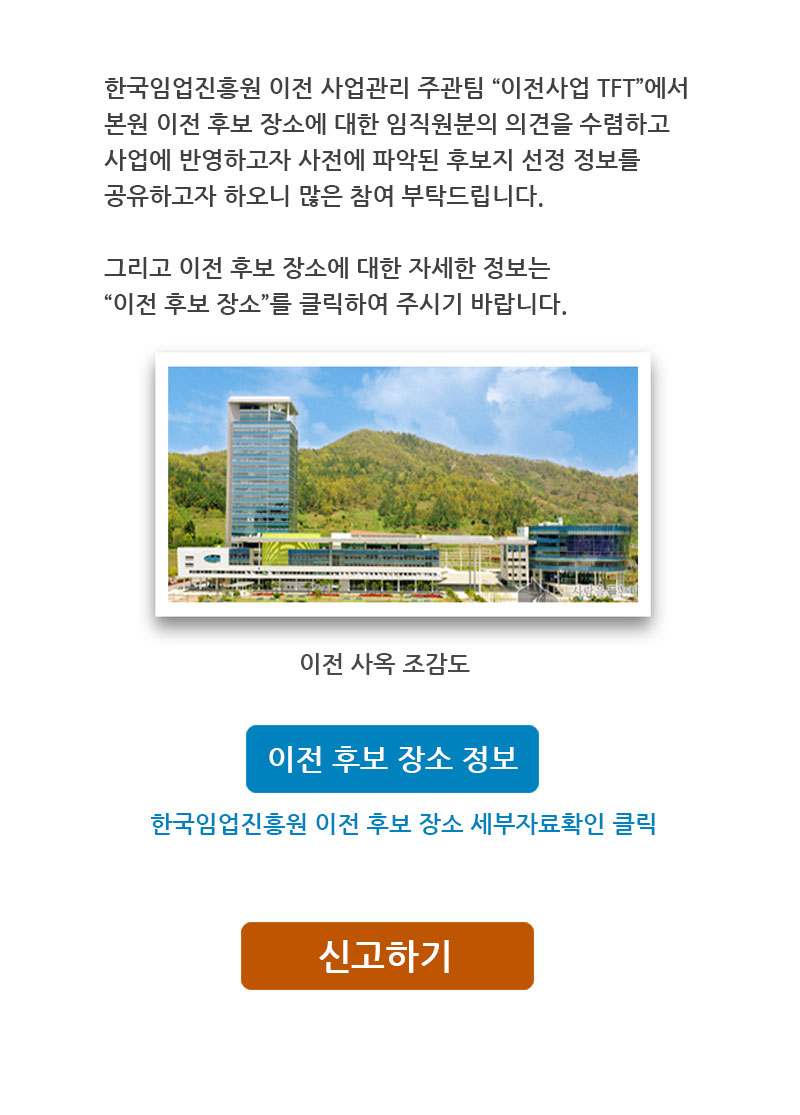 한국임업진흥원 이전 사업관리 주관팀 “이전사업 TFT”에서
본원 이전 후보 장소에 대한 임직원분의 의견을 수렴하고
사업에 반영하고자 사전에 파악된 후보지 선정 정보를
공유하고자 하오니 많은 참여 부탁드립니다.
그리고 이전 후보 장소에 대한 자세한 정보는
“이전 후보 장소”를 클릭하여 주시기 바랍니다.
이전 사옥 조감도
이전 후보 장소 정보
한국임업진흥원 이전 후보 장소 세부자료확인 클릭
신고하기